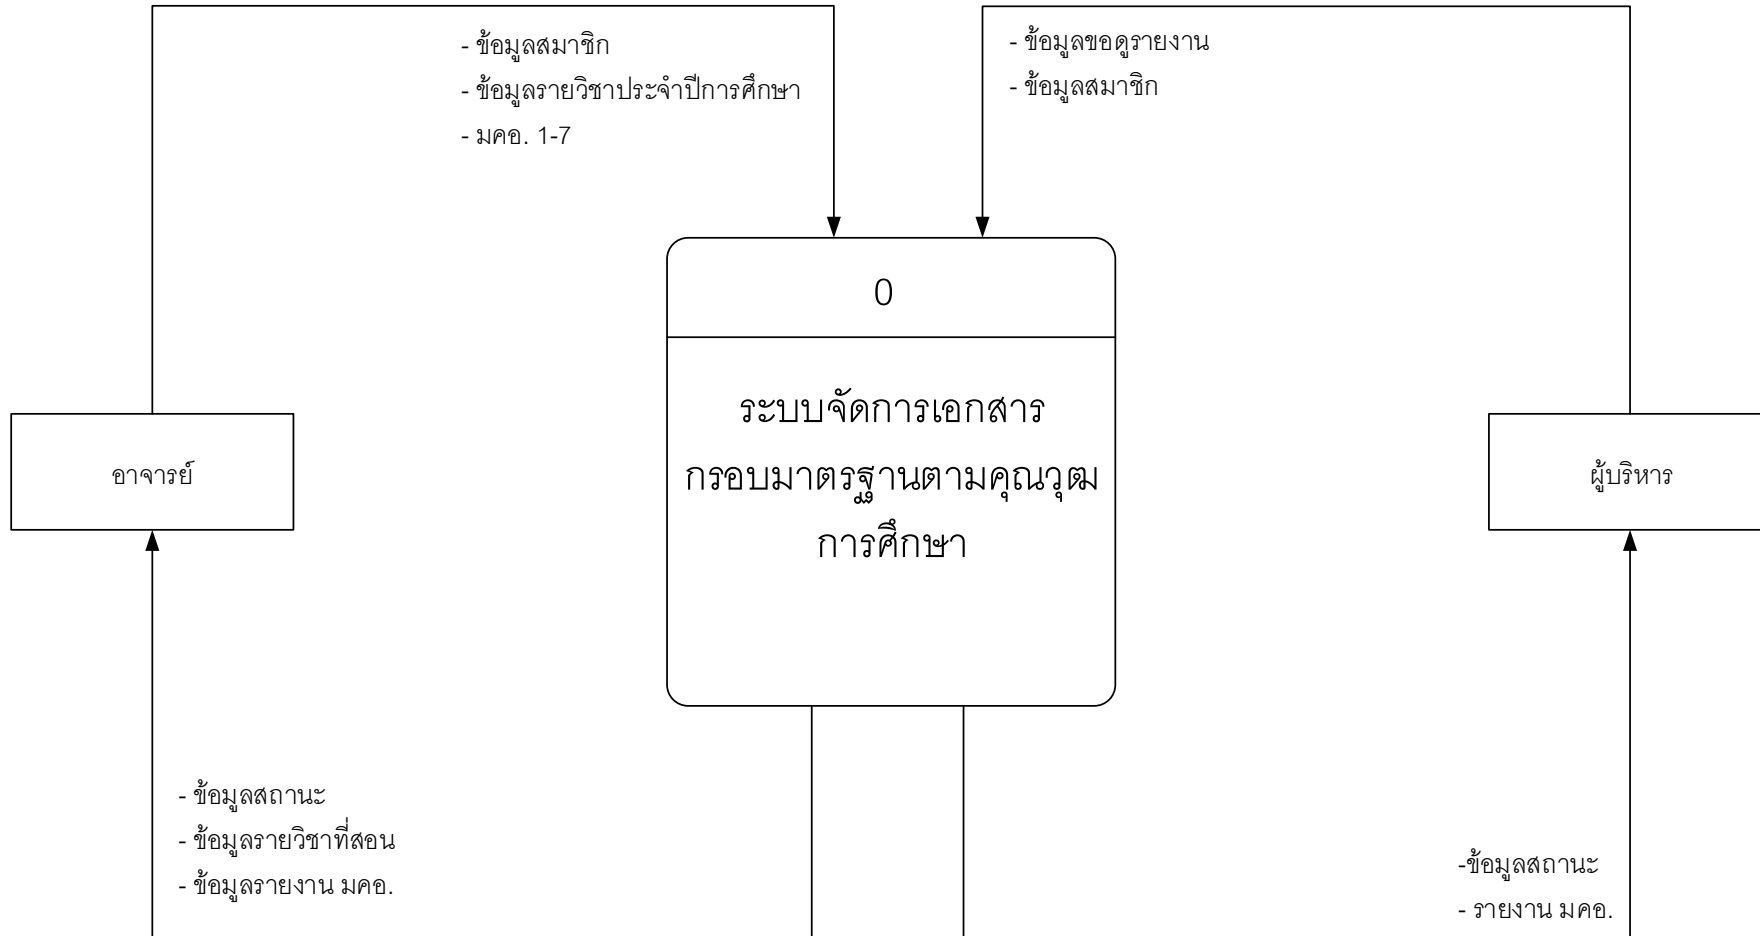 - ข้อมูลสมาชิก
- ข้อมูลรายวิชาประจำปีการศึกษา
- มคอ. 1-7
- ข้อมูลขอดูรายงาน
- ข้อมูลสมาชิก
0
ระบบจัดการเอกสาร
กรอบมาตรฐานตามคุณวุฒ
การศึกษา
อาจารย์
ผู้บริหาร
- ข้อมูลสถานะ
- ข้อมูลรายวิชาที่สอน
- ข้อมูลรายงาน มคอ.
-ข้อมูลสถานะ
- รายงาน มคอ.